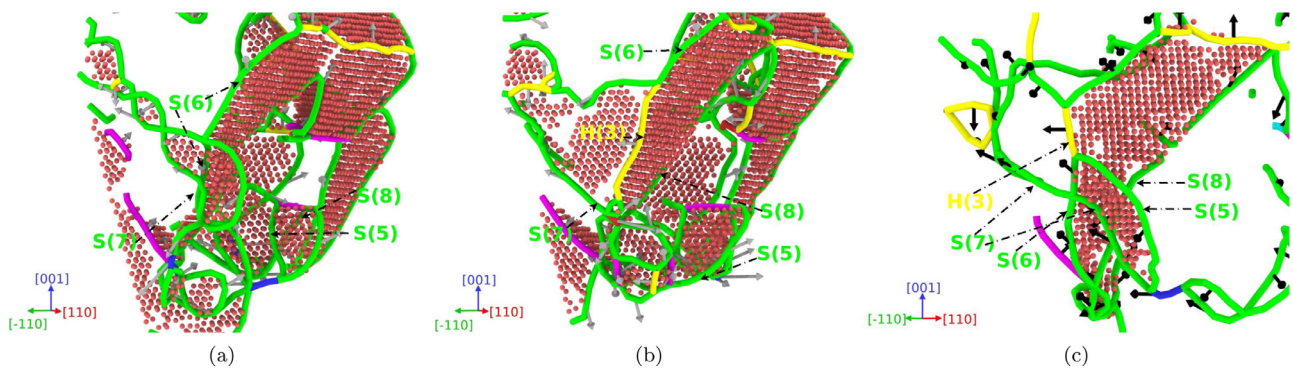 S(6)
S(7)
S(8)
S(5)
[001]
[-110]
[110]
(a)
S(6)
H(3)
S(7)
S(8)
S(5)
[001]
[-110]
[110]
(b)
H(3)
S(7)
S(6)
S(8)
S(5)
[001]
[-110]
[110]
(c)